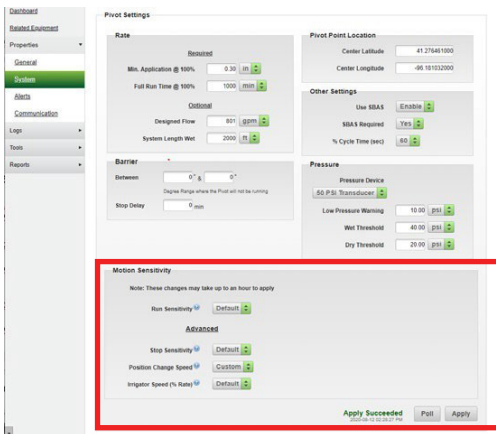 Dashboard
Related Equipment
Properties
General
System
Alerts
Communication
Logs
Tools
Reports
Pivot Settings
Rate
Required
Min. Application @ 100% 0.30 in
Full Run Time @ 100% 1000 min
Optional
Designed Flow 801 gpm
System Length Wet 2000 ft
Barrier
Between 0° & 0°
Degree Range where the Pivot will not be running
Stop Delay 0 min
Pivot Point Location
Center Latitude 41.276461000
Center Longitude -96.181032000
Other Settings
Use SBAS Enable
SBAS Required Yes
% Cycle Time (sec) 60
Pressure
Pressure Device
50 PSI Transducer
Low Pressure Warning 10.00 psi
Wet Threshold 40.00 psi
Dry Threshold 20.00 psi
Motion Sensitivity
Note: These changes may take up to an hour to apply
Run Sensitivity Default
Advanced
Stop Sensitivity Default
Position Change Speed Custom
Irrigator Speed (% Rate) Default
Apply Succeeded Poll Apply